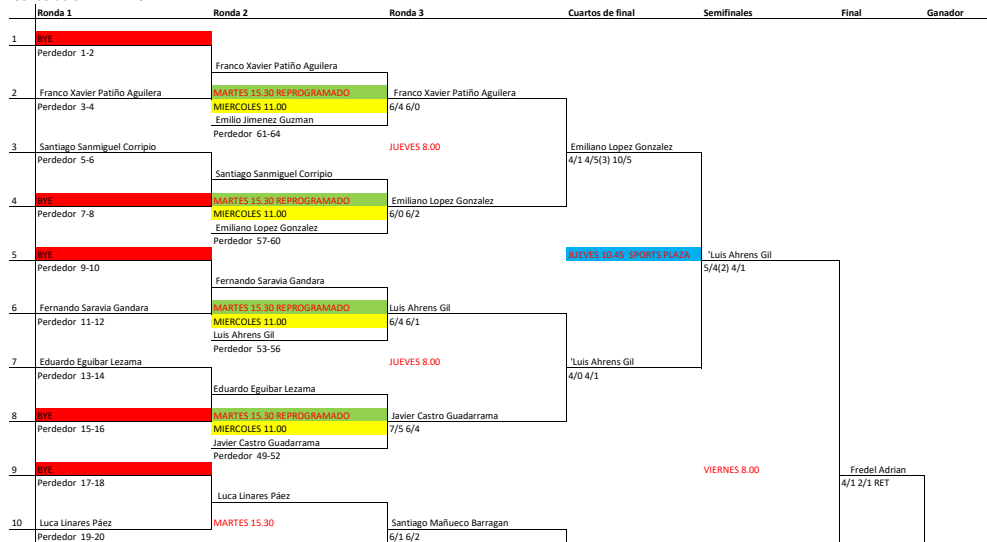 Ronda 1 Ronda 2 Ronda 3 Cuartos de final Semifinales Final Ganador
1 BYE
Perdedor 1-2
Franco Xavier Patiño Aguilera
2 Franco Xavier Patiño Aguilera MARTES 15.30 REPROGRAMADO Franco Xavier Patiño Aguilera
Perdedor 3-4 MIERCOLES 11.00 6/4 6/0
Emilio Jimenez Guzman
Perdedor 61-64
3 Santiago Sanmiguel Corripio JUEVES 8.00 Emiliano Lopez Gonzalez
Perdedor 5-6 4/1 4/5(3) 10/5
Santiago Sanmiguel Corripio
4 BYE MARTES 15.30 REPROGRAMADO Emiliano Lopez Gonzalez
Perdedor 7-8 MIERCOLES 11.00 6/0 6/2
Emiliano Lopez Gonzalez
Perdedor 57-60
5 BYE JUEVES 10.45 SPORTS PLAZA 'Luis Ahrens Gil
Perdedor 9-10 5/4(2) 4/1
Fernando Saravia Gandara
6 Fernando Saravia Gandara MARTES 15.30 REPROGRAMADO Luis Ahrens Gil
Perdedor 11-12 MIERCOLES 11.00 6/4 6/1
Luis Ahrens Gil
Perdedor 53-56
7 Eduardo Eguibar Lezama JUEVES 8.00 'Luis Ahrens Gil
Perdedor 13-14 4/0 4/1
Eduardo Eguibar Lezama
8 BYE MARTES 15.30 REPROGRAMADO Javier Castro Guadarrama
Perdedor 15-16 MIERCOLES 11.00 7/5 6/4
Javier Castro Guadarrama
Perdedor 49-52
9 BYE VIERNES 8.00 Fredel Adrian
Perdedor 17-18 4/1 2/1 RET
Luca Linares Páez
10 Luca Linares Páez MARTES 15.30 Santiago Mañueco Barragan
Perdedor 19-20 6/1 6/2